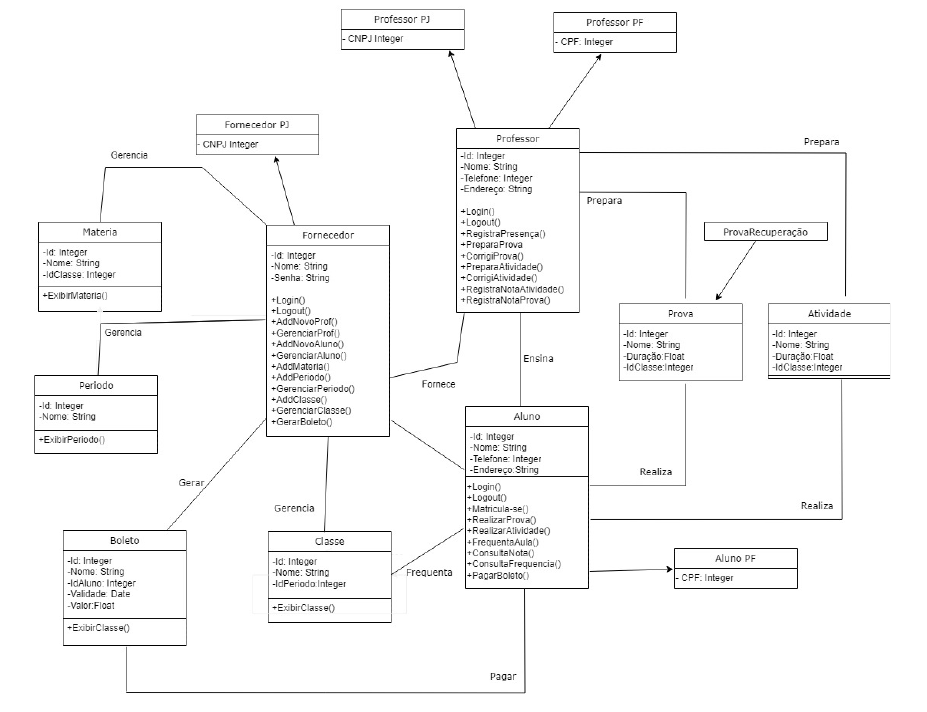 Professor PJ
- CNPJ Integer
Professor PF
- CPF: Integer
Fornecedor PJ
- CNPJ Integer
Gerencia
Professor
-Id: Integer
-Nome: String
-Telefone: Integer
-Endereço: String
+Login()
+Logout()
+RegistraPresença()
+PreparaProva
+CorrigiProva()
+PreparaAtividade()
+CorrigiAtividade()
+RegistraNotaAtividade()
+RegistraNotaProva()
Prepara
Prepara
ProvaRecuperação
Materia
-Id: Integer
-Nome: String
-IdClasse: Integer
+ExibirMateria()
Fornecedor
-Id: Integer
-Nome: String
-Senha: String
+Login()
+Logout()
+AddNovoProf()
+GerenciarProf()
+AddNovoAluno()
+GerenciarAluno()
+AddMateria()
+AddPeriodo()
+GerenciarPeriodo()
+AddClasse()
+GerenciarClasse()
+GerarBoleto()
Gerencia
Prova
-Id: Integer
-Nome: String
-Duração:Float
-IdClasse:Integer
Atividade
-Id: Integer
-Nome: String
-Duração:Float
-IdClasse:Integer
Período
-Id: Integer
-Nome: String
+ExibirPeriodo()
Fornece
Ensina
Aluno
-Id: Integer
-Nome: String
-Telefone: Integer
-Endereço:String
+Login()
+Logout()
+Matricula-se()
+RealizarProva()
+RealizarAtividade()
+FrequentaAula()
+ConsultaNota()
+ConsultaFrequencia()
+PagarBoleto()
Realiza
Realiza
Gerar
Gerencia
Boleto
-Id: Integer
-Nome: String
-IdAluno: Integer
-Validade: Date
-Valor:Float
+ExibirClasse()
Classe
-Id: Integer
-Nome: String
-IdPeriodo:Integer
+ExibirClasse()
Frequenta
Aluno PF
- CPF: Integer
Pagar